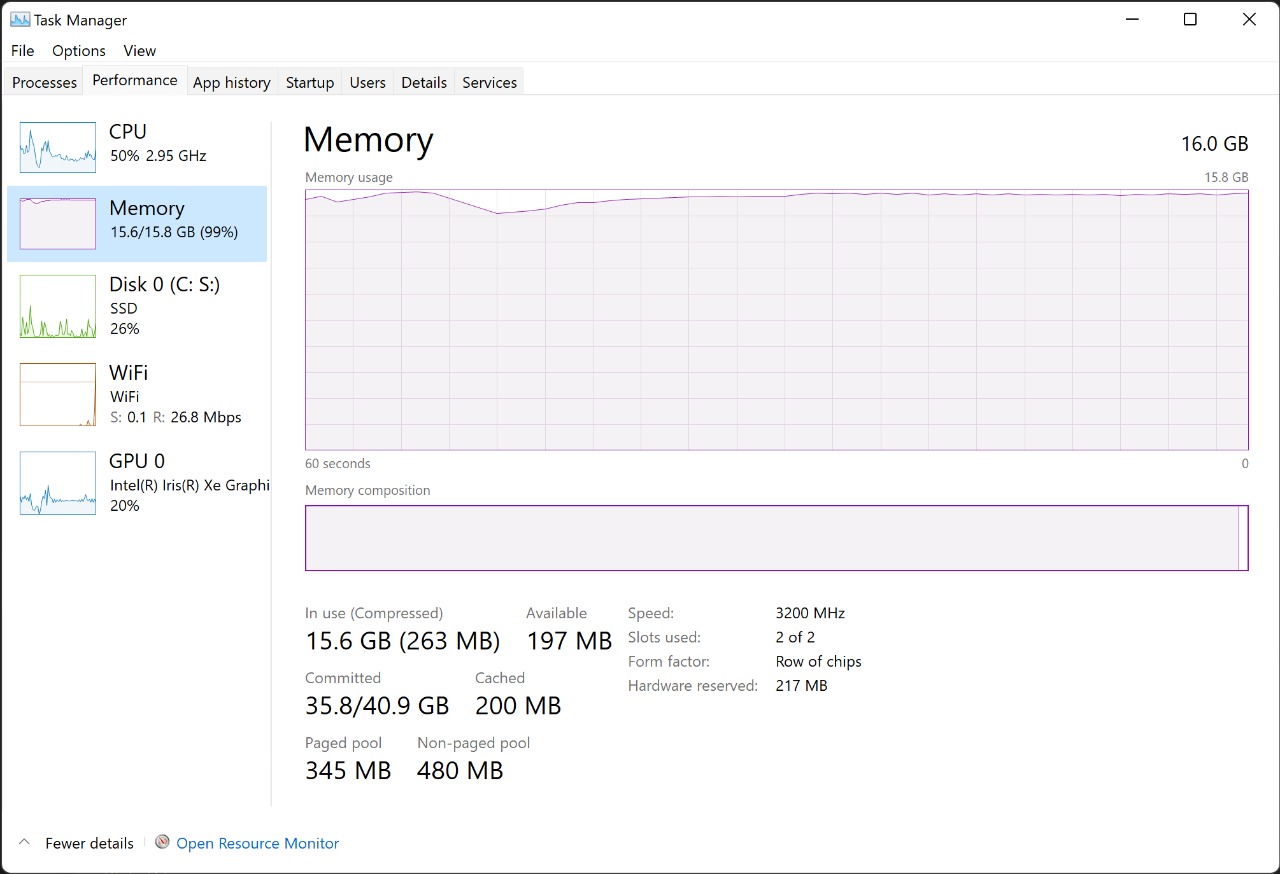 Task Manager
File Options View
Processes Performance App history Startup Users Details Services
CPU
50% 2.95 GHz
Memory
15.6/15.8 GB (99%)
Disk 0 (C: S:)
SSD
26%
WiFi
WiFi
S: 0.1 R: 26.8 Mbps
GPU 0
Intel(R) Iris(R) Xe Graphi
20%
Memory 16.0 GB
Memory usage 15.8 GB
60 seconds 0
Memory composition
In use (Compressed) Available
15.6 GB (263 MB) 197 MB
Committed Cached
35.8/40.9 GB 200 MB
Paged pool Non-paged pool
345 MB 480 MB
Speed: 3200 MHz
Slots used: 2 of 2
Form factor: Row of chips
Hardware reserved: 217 MB
Fewer details Open Resource Monitor